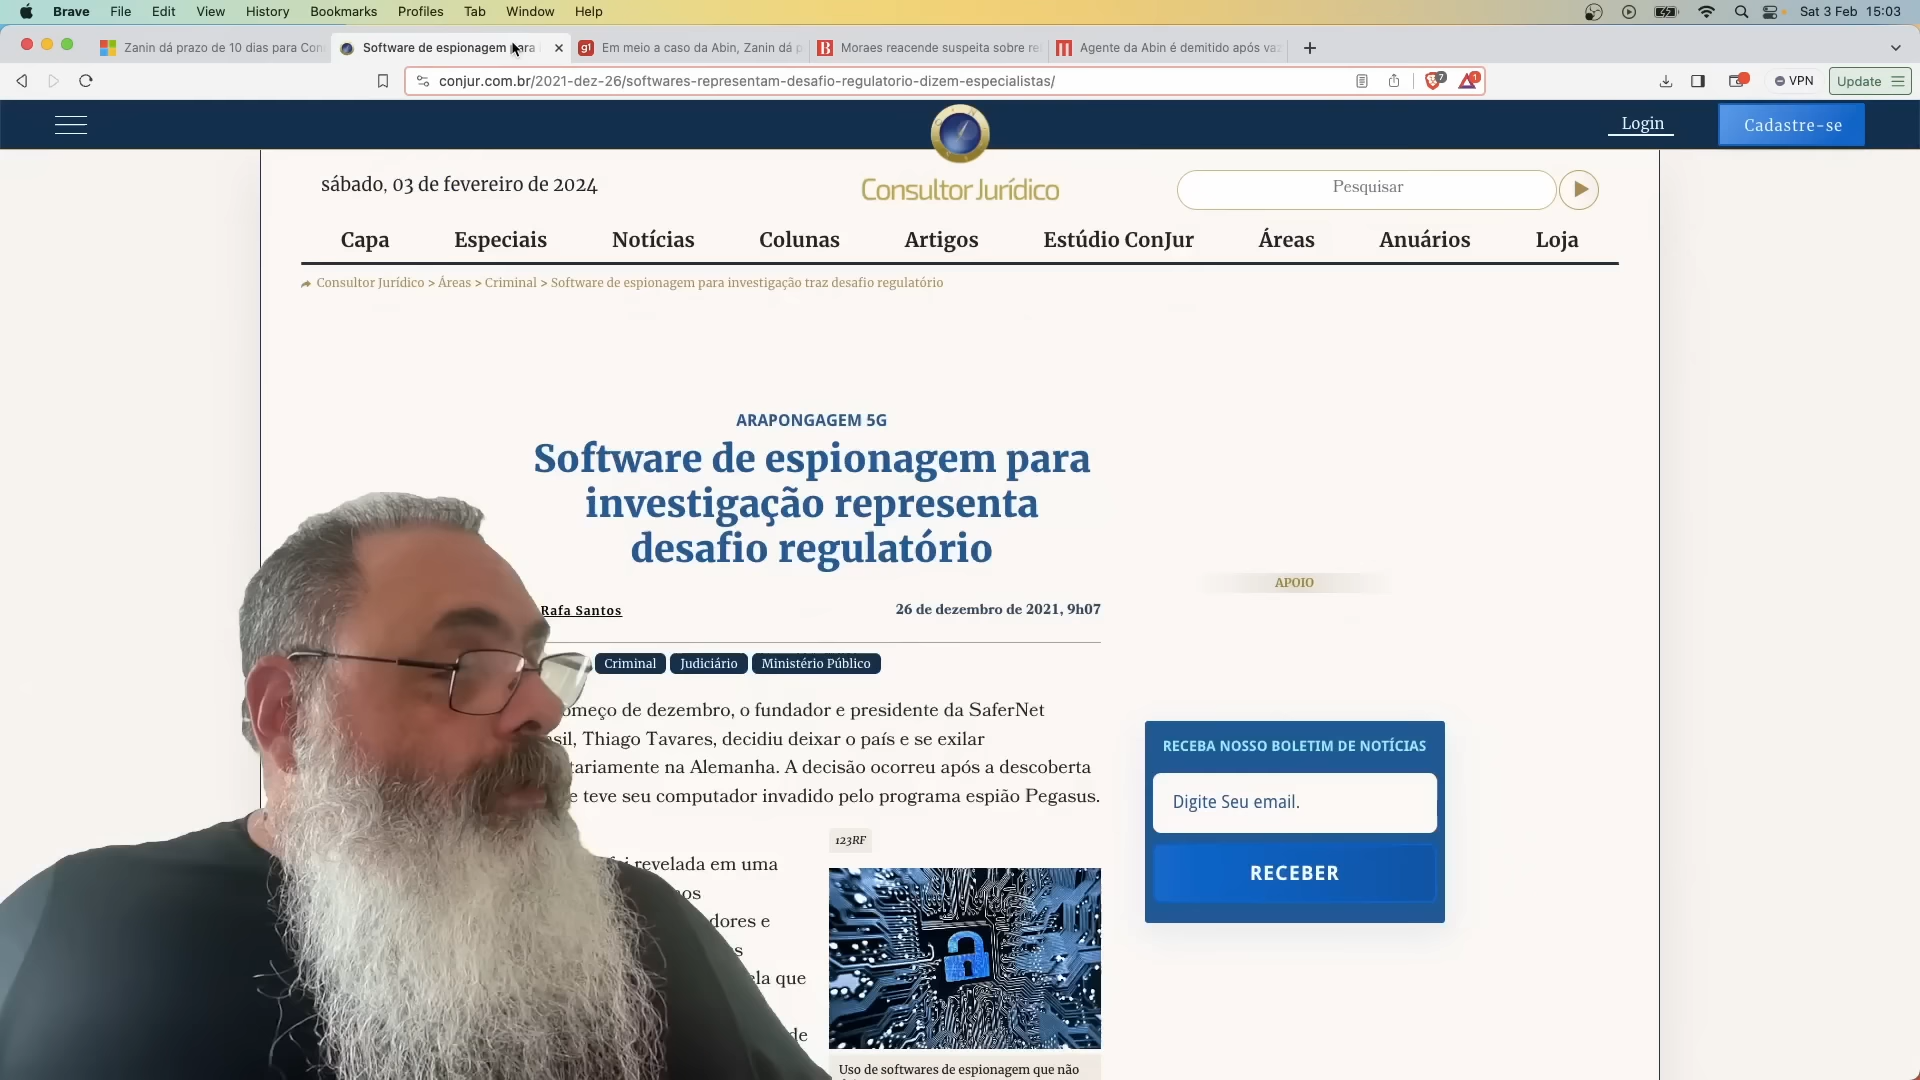 Brave File Edit View History Bookmarks Profiles Tab Window Help Sat 3 Feb 15:03
Zanin dá prazo de 10 dias para Con
Software de espionagem para
Em meio a caso da Abin, Zanin dá p
Moraes reacende suspeita sobre re
Agente da Abin é demitido após va
conjur.com.br/2021-dez-26/softwares-representam-desafio-regulatorio-dizem-especialistas/
VPN
Update
Login
Cadastre-se
sábado, 03 de fevereiro de 2024
Consultor Jurídico
Pesquisar
Capa Especiais Notícias Colunas Artigos Estúdio ConJur Áreas Anuários Loja
Consultor Jurídico > Áreas > Criminal > Software de espionagem para investigação traz desafio regulatório
ARAPONGAGEM 5G
Software de espionagem para
investigação representa
desafio regulatório
Rafa Santos
26 de dezembro de 2021, 9h07
APOIO
Criminal Judiciário Ministério Público
omeço de dezembro, o fundador e presidente da SaferNet
sil, Thiago Tavares, decidiu deixar o país e se exilar
tariamente na Alemanha. A decisão ocorreu após a descoberta
e teve seu computador invadido pelo programa espião Pegasus.
RECEBA NOSSO BOLETIM DE NOTÍCIAS
Digite Seu email.
RECEBER
123RF
revelada em uma
os
dores e
s
ela que
de
Uso de softwares de espionagem que não